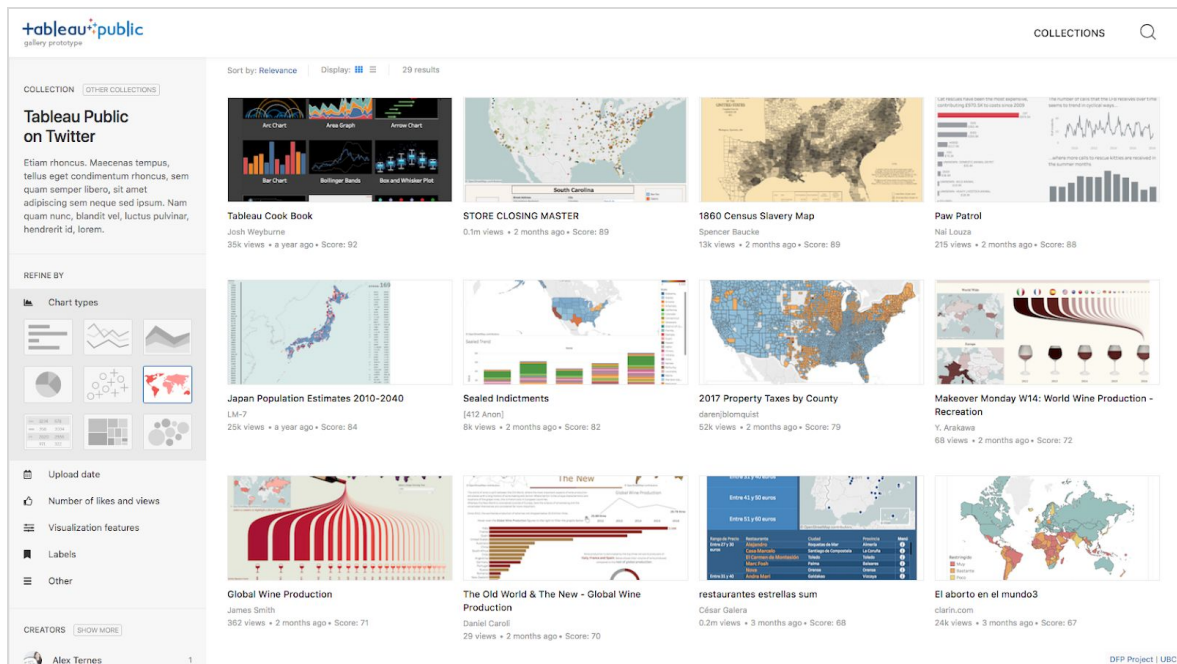 tableau public
gallery prototype
COLLECTIONS
COLLECTION OTHER COLLECTIONS
Tableau Public
on Twitter
Etiam rhoncus. Maecenas tempus,
tellus eget condimentum rhoncus, sem
quam semper libero, sit amet
adipiscing sem neque sed ipsum. Nam
quam nunc, blandit vel, luctus pulvinar,
hendrerit id, lorem.
REFINE BY
Chart types
Upload date
Number of likes and views
Visualization features
Labels
Other
CREATORS SHOW MORE
Alex Ternes 1
Sort by: Relevance Display: 29 results
Arc Chart Area Graph Arrow Chart
Bar Chart Bollinger Bands Box and Whisker Plot
Tableau Cook Book
Josh Weyburne
35k views • a year ago • Score: 92
South Carolina
STORE CLOSING MASTER
0.1m views • 2 months ago • Score: 89
1860 Census Slavery Map
Spencer Baucke
13k views • 2 months ago • Score: 89
...where more calls to rescue kitties are received in
the summer months.
Paw Patrol
Nai Louza
215 views • 2 months ago • Score: 88
Japan Population Estimates 2010-2040
LM-7
25k views • a year ago • Score: 84
Sealed Indictments
[412 Anon]
8k views • 2 months ago • Score: 82
2017 Property Taxes by County
darenjblomquist
52k views • 2 months ago • Score: 79
Makeover Monday W14: World Wine Production -
Recreation
Y. Arakawa
68 views • 2 months ago • Score: 72
Global Wine Production
James Smith
362 views • 2 months ago • Score: 71
The New
Global Wine Production
The Old World & The New - Global Wine
Production
Daniel Caroli
29 views • 2 months ago • Score: 70
Entre 41 y 50 euros
Entre 51 y 60 euros
restaurantes estrellas sum
César Galera
0.2m views • 3 months ago • Score: 68
El aborto en el mundo3
clarin.com
24k views • 3 months ago • Score: 67
DFP Project | UBC